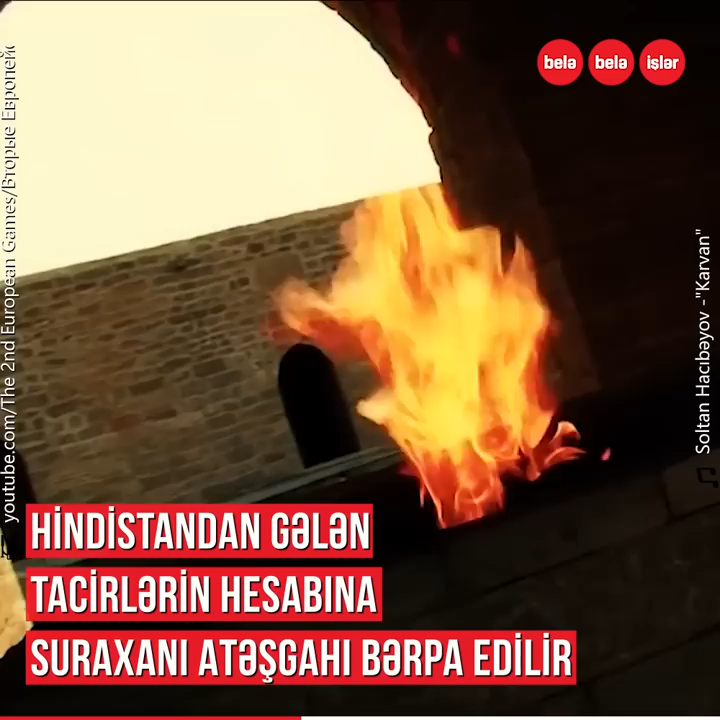 belə belə işlər
youtube.com/The 2nd European Games/Вторые Европейс
Soltan Hacıbəyov -"Karvan"
HİNDİSTANDAN GƏLƏN
TACİRLƏRİN HESABINA
SURAXANI ATƏŞGAHI BƏRPA EDİLİR